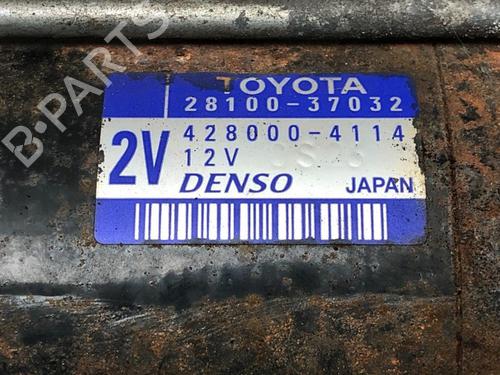 TOYOTA
28100-37032
2V
428000-4114
12V
DENSO
JAPAN
B-PARTS